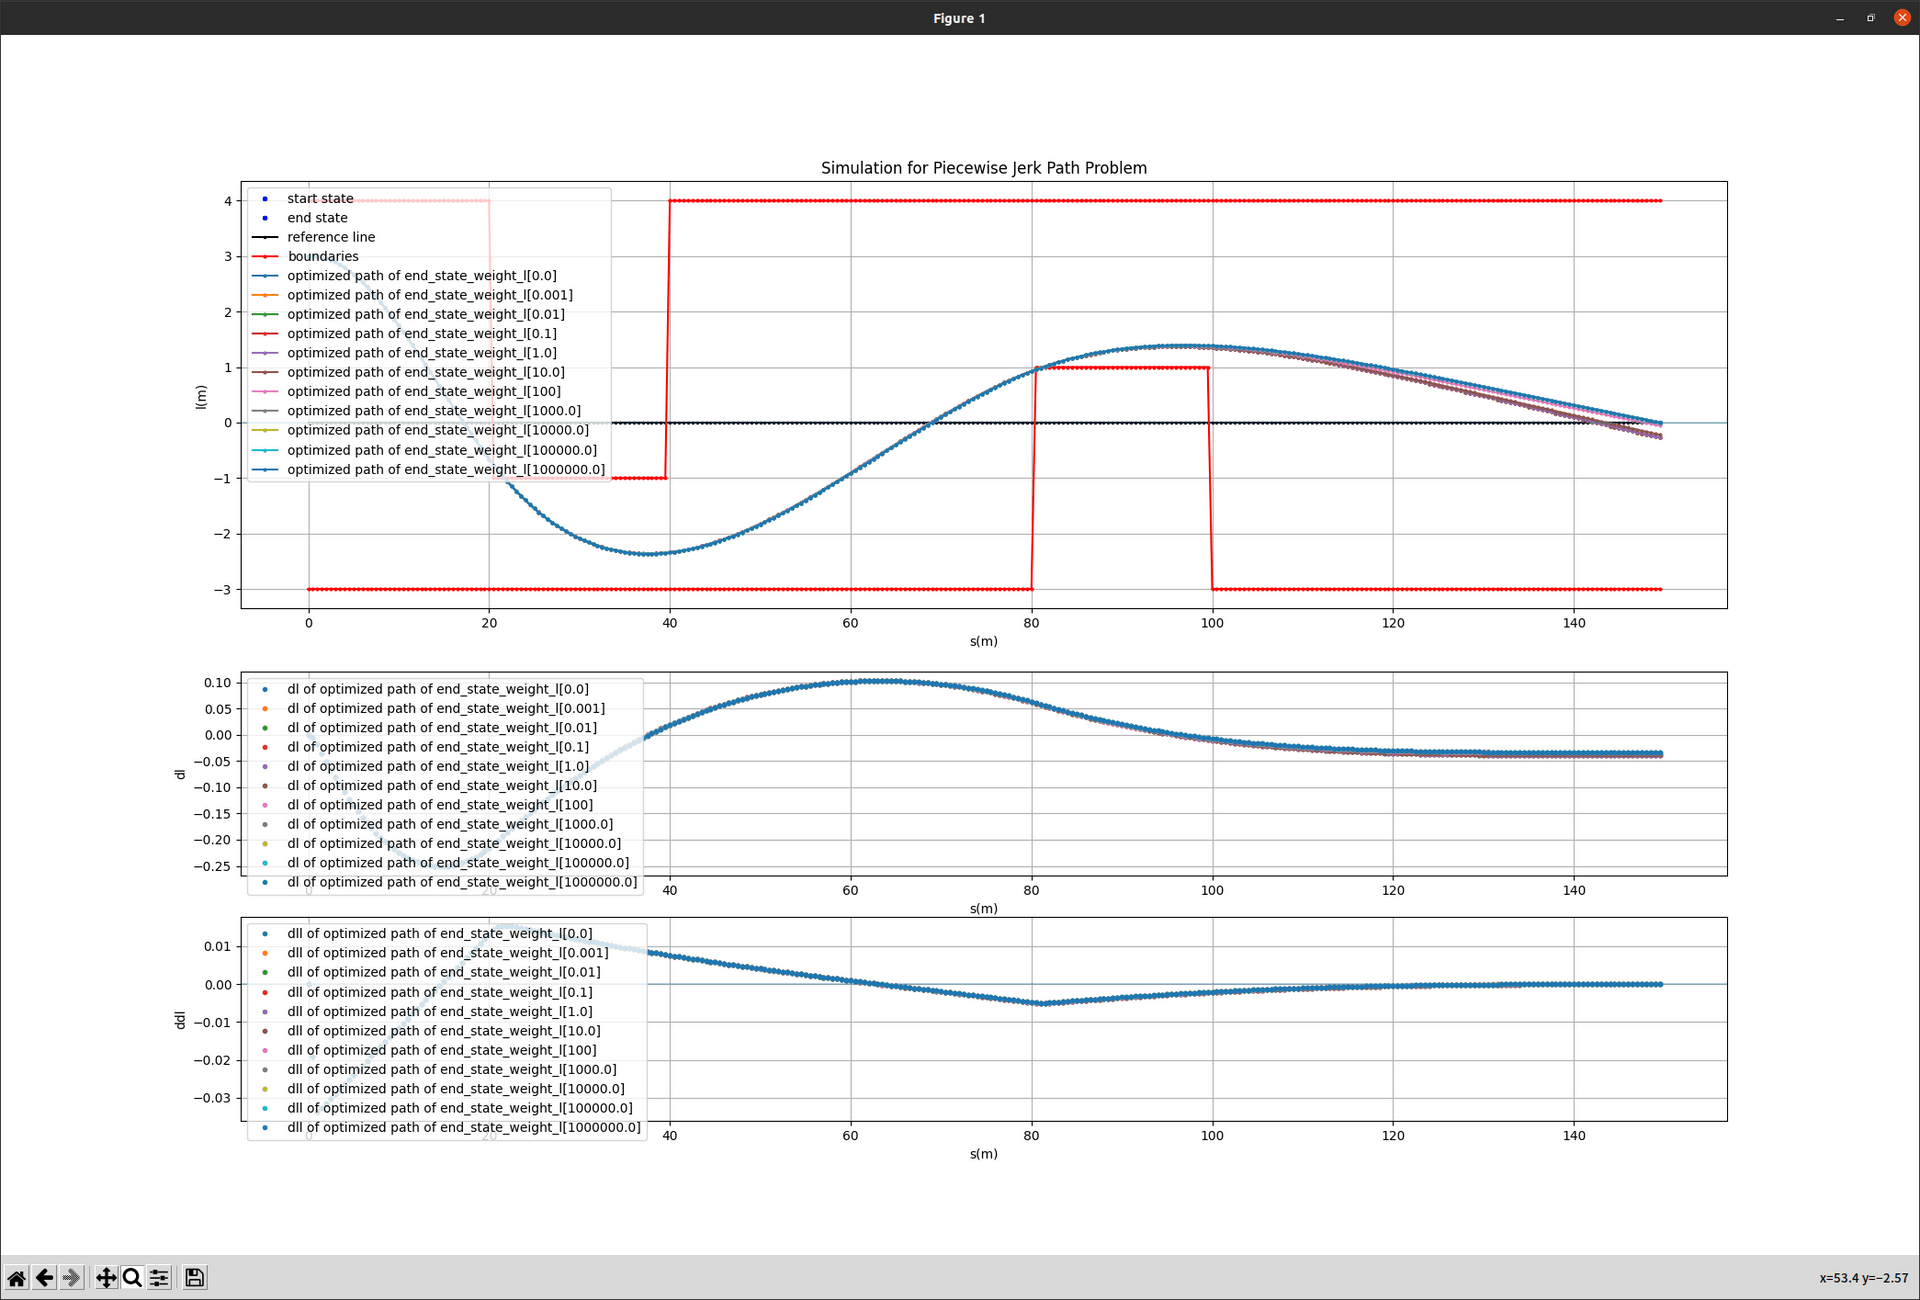 Figure 1
Simulation for Piecewise Jerk Path Problem
start state
end state
reference line
boundaries
optimized path of end_state_weight_l[0.0]
optimized path of end_state_weight_l[0.001]
optimized path of end_state_weight_l[0.01]
optimized path of end_state_weight_l[0.1]
optimized path of end_state_weight_l[1.0]
optimized path of end_state_weight_l[10.0]
optimized path of end_state_weight_l[100]
optimized path of end_state_weight_l[1000.0]
optimized path of end_state_weight_l[10000.0]
optimized path of end_state_weight_l[100000.0]
optimized path of end_state_weight_l[1000000.0]
4
3
2
1
0
−1
−2
−3
l(m)
0 20 40 60 80 100 120 140
s(m)
dl of optimized path of end_state_weight_l[0.0]
dl of optimized path of end_state_weight_l[0.001]
dl of optimized path of end_state_weight_l[0.01]
dl of optimized path of end_state_weight_l[0.1]
dl of optimized path of end_state_weight_l[1.0]
dl of optimized path of end_state_weight_l[10.0]
dl of optimized path of end_state_weight_l[100]
dl of optimized path of end_state_weight_l[1000.0]
dl of optimized path of end_state_weight_l[10000.0]
dl of optimized path of end_state_weight_l[100000.0]
dl of optimized path of end_state_weight_l[1000000.0]
0.10
0.05
0.00
−0.05
−0.10
−0.15
−0.20
−0.25
dl
0 20 40 60 80 100 120 140
s(m)
dll of optimized path of end_state_weight_l[0.0]
dll of optimized path of end_state_weight_l[0.001]
dll of optimized path of end_state_weight_l[0.01]
dll of optimized path of end_state_weight_l[0.1]
dll of optimized path of end_state_weight_l[1.0]
dll of optimized path of end_state_weight_l[10.0]
dll of optimized path of end_state_weight_l[100]
dll of optimized path of end_state_weight_l[1000.0]
dll of optimized path of end_state_weight_l[10000.0]
dll of optimized path of end_state_weight_l[100000.0]
dll of optimized path of end_state_weight_l[1000000.0]
0.01
0.00
−0.01
−0.02
−0.03
ddl
0 20 40 60 80 100 120 140
s(m)
x=53.4 y=−2.57